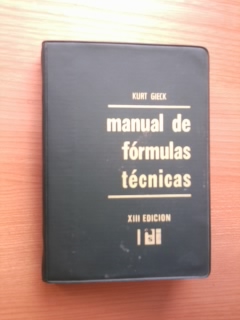 KURT GIECK
manual de
fórmulas
técnicas
XIII EDICION